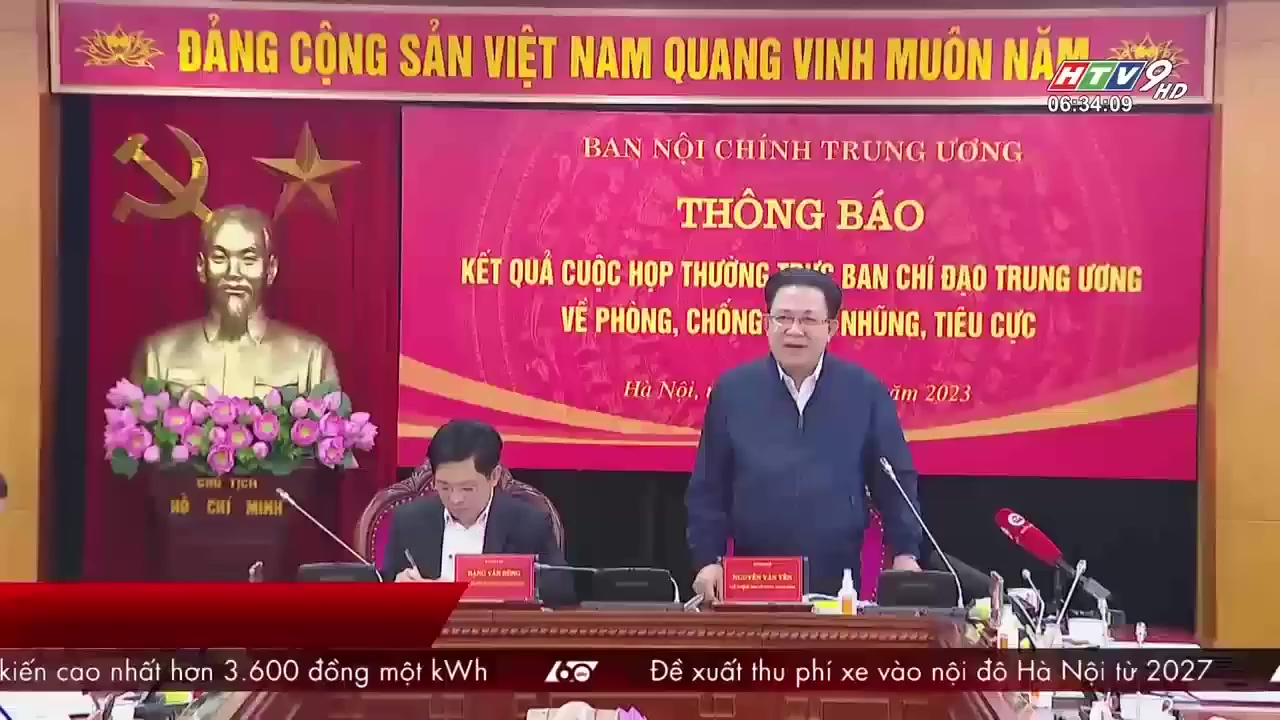 ĐẢNG CỘNG SẢN VIỆT NAM QUANG VINH MUÔN NĂM
HTV9 HD
06:34:09
BAN NỘI CHÍNH TRUNG ƯƠNG
THÔNG BÁO
KẾT QUẢ CUỘC HỌP THƯỜNG TRỰC BAN CHỈ ĐẠO TRUNG ƯƠNG
VỀ PHÒNG, CHỐNG NHŨNG, TIÊU CỰC
Hà Nội, 2023
CHỦ TỊCH
HỒ CHÍ MINH
ĐẶNG VĂN DŨNG
NGUYỄN VĂN YÊN
kiến cao nhất hơn 3.600 đồng một kWh
60
Đề xuất thu phí xe vào nội đô Hà Nội từ 2027